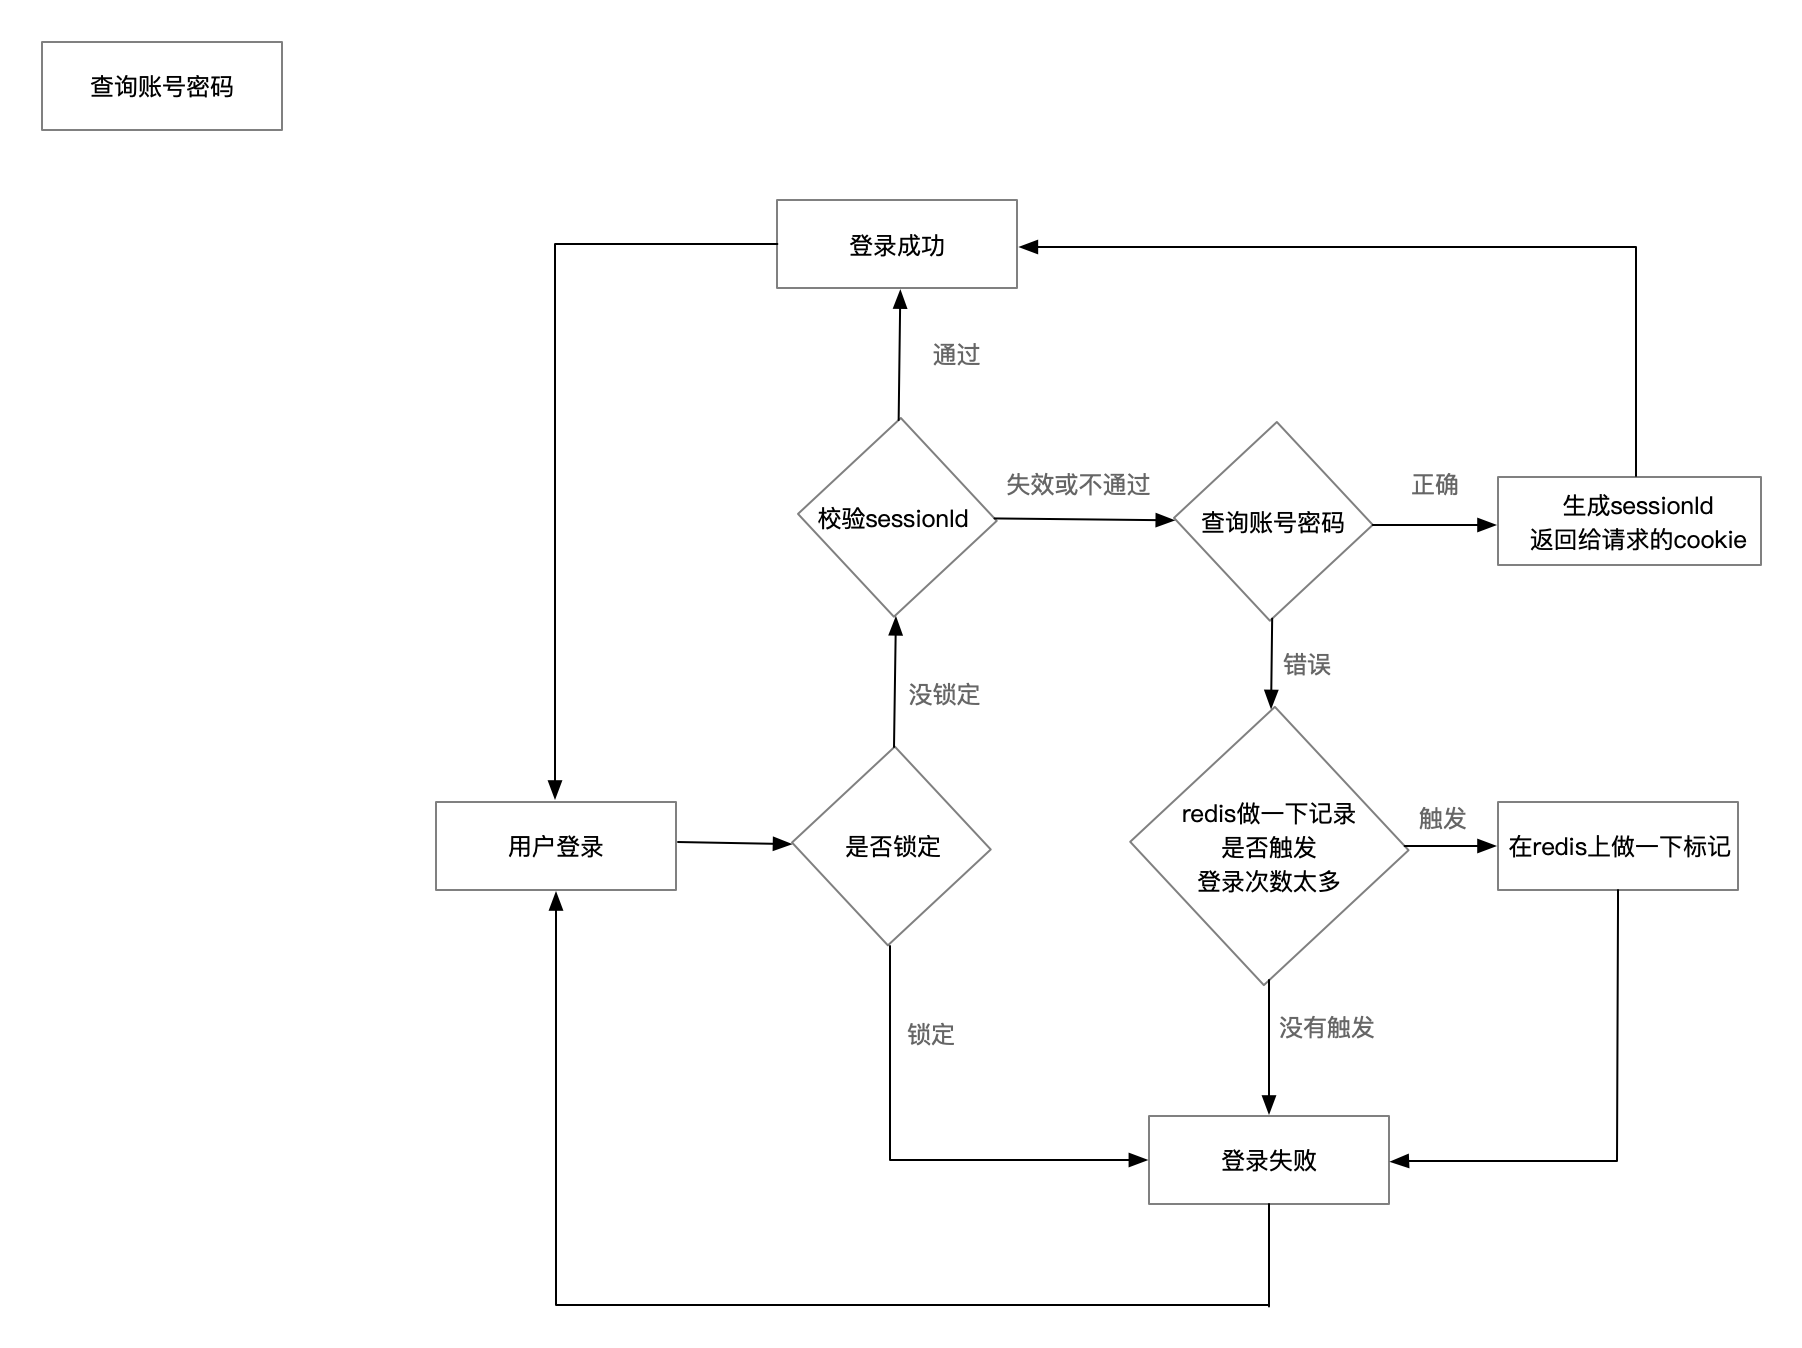 查询账号密码
登录成功
通过
失效或不通过
正确
校验sessionId
查询账号密码
生成sessionId
返回给请求的cookie
错误
没锁定
用户登录
是否锁定
redis做一下记录
是否触发
登录次数太多
触发
在redis上做一下标记
锁定
没有触发
登录失败